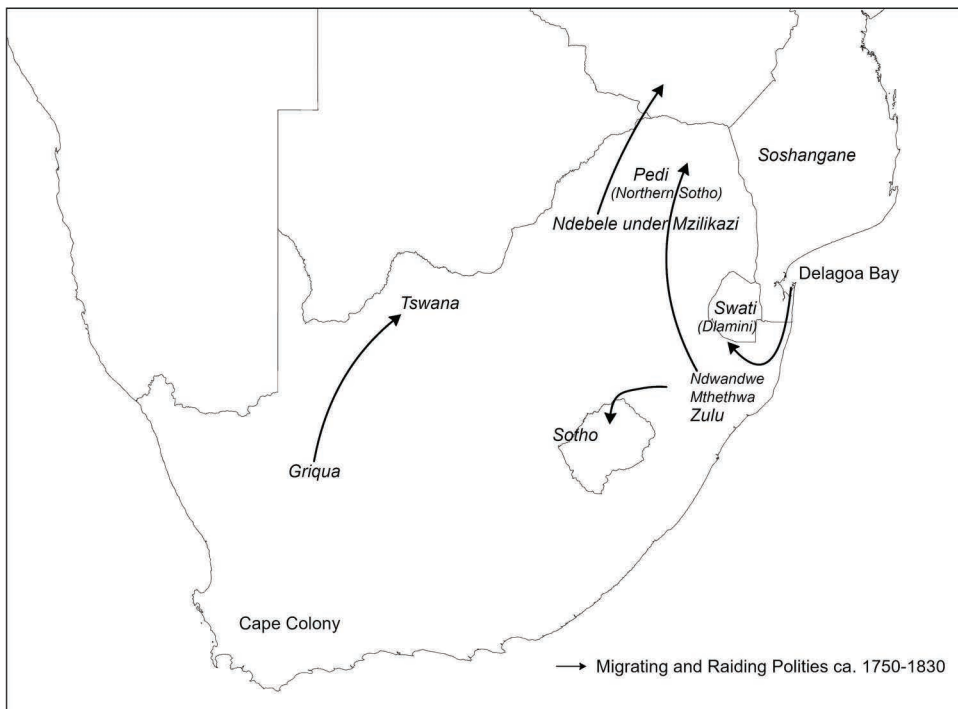 Soshangane
Pedi
(Northern Sotho)
Ndebele under Mzilikazi
Delagoa Bay
Tswana
Swati
(Dlamini)
Ndwandwe
Mthethwa
Zulu
Sotho
Griqua
Cape Colony
Migrating and Raiding Polities ca. 1750-1830